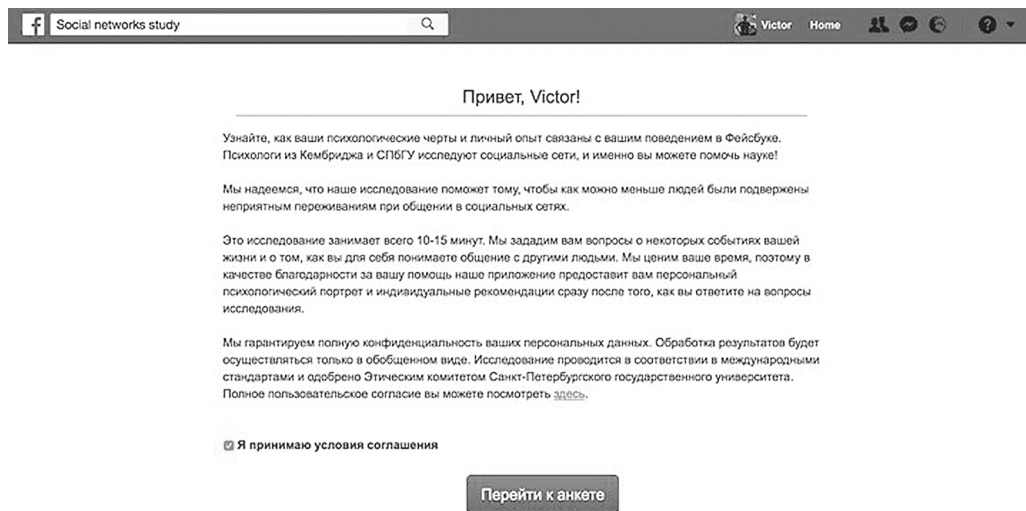 Social networks study
Victor Home
Привет, Victor!
Узнайте, как ваши психологические черты и личный опыт связаны с вашим поведением в Фейсбуке.
Психологи из Кембриджа и СПбГУ исследуют социальные сети, и именно вы можете помочь науке!
Мы надеемся, что наше исследование поможет тому, чтобы как можно меньше людей были подвержены
неприятным переживаниям при общении в социальных сетях.
Это исследование занимает всего 10-15 минут. Мы зададим вам вопросы о некоторых событиях вашей
жизни и о том, как вы для себя понимаете общение с другими людьми. Мы ценим ваше время, поэтому в
качестве благодарности за вашу помощь наше приложение предоставит вам персональный
психологический портрет и индивидуальные рекомендации сразу после того, как вы ответите на вопросы
исследования.
Мы гарантируем полную конфиденциальность ваших персональных данных. Обработка результатов будет
осуществляться только в обобщенном виде. Исследование проводится в соответствии в международными
стандартами и одобрено Этическим комитетом Санкт-Петербургского государственного университета.
Полное пользовательское согласие вы можете посмотреть здесь.
Я принимаю условия соглашения
Перейти к анкете